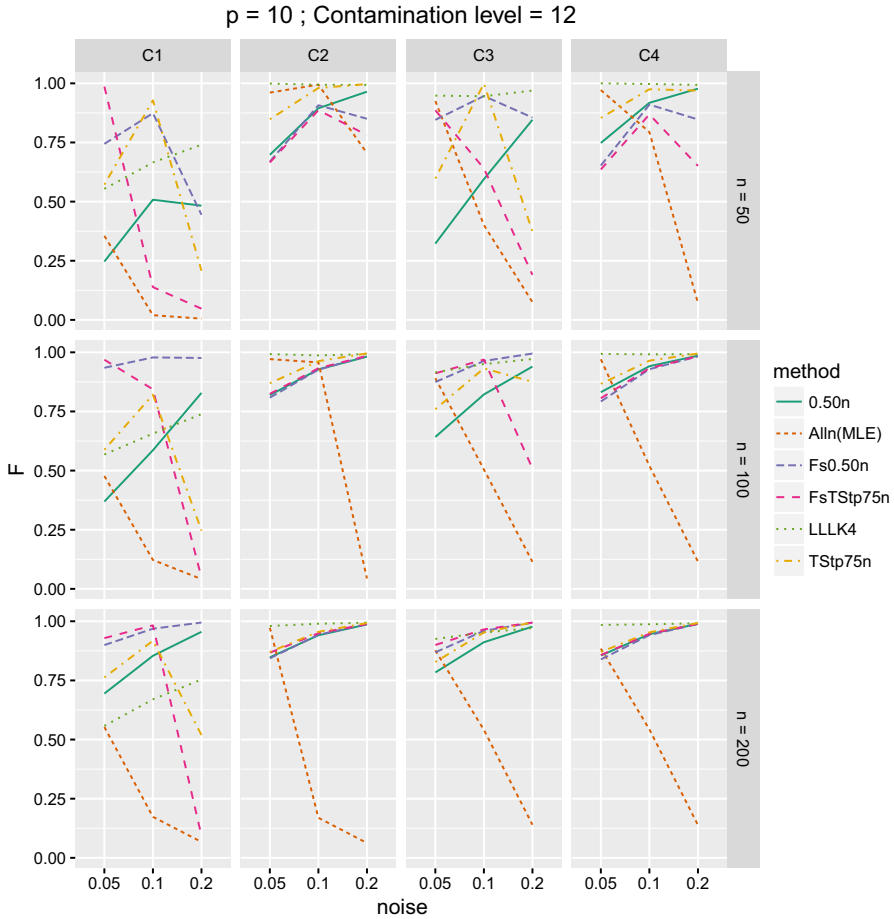 p = 10 ; Contamination level = 12
C1 C2 C3 C4
1.00
0.75
0.50
0.25
0.00
n = 50
1.00
0.75
0.50
0.25
0.00
n = 100
1.00
0.75
0.50
0.25
0.00
n = 200
F
0.05 0.1 0.2 0.05 0.1 0.2 0.05 0.1 0.2 0.05 0.1 0.2
noise
method
0.50n
Alln(MLE)
Fs0.50n
FsTStp75n
LLLK4
TStp75n